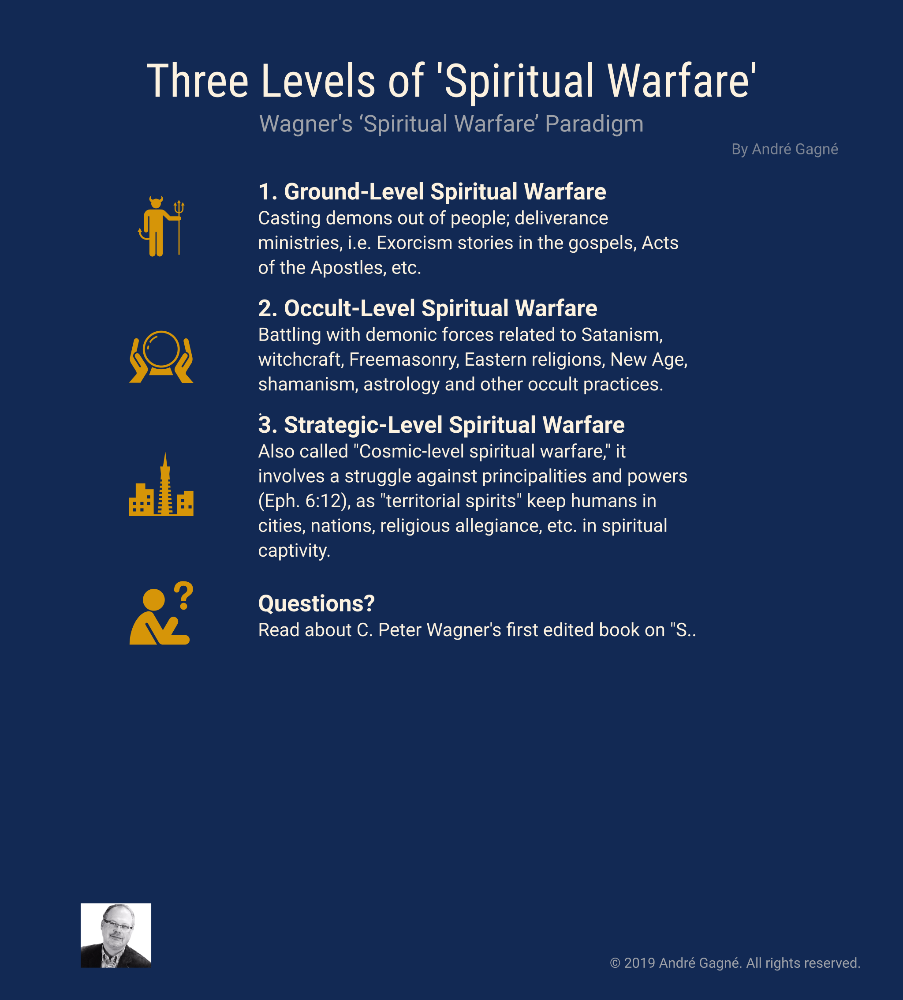 Three Levels of 'Spiritual Warfare'
Wagner's ‘Spiritual Warfare’ Paradigm
By André Gagné
1. Ground-Level Spiritual Warfare
Casting demons out of people; deliverance
ministries, i.e. Exorcism stories in the gospels, Acts
of the Apostles, etc.
2. Occult-Level Spiritual Warfare
Battling with demonic forces related to Satanism,
witchcraft, Freemasonry, Eastern religions, New Age,
shamanism, astrology and other occult practices.
3. Strategic-Level Spiritual Warfare
Also called "Cosmic-level spiritual warfare," it
involves a struggle against principalities and powers
(Eph. 6:12), as "territorial spirits" keep humans in
cities, nations, religious allegiance, etc. in spiritual
captivity.
?
Questions?
Read about C. Peter Wagner's first edited book on "S..
© 2019 André Gagné. All rights reserved.